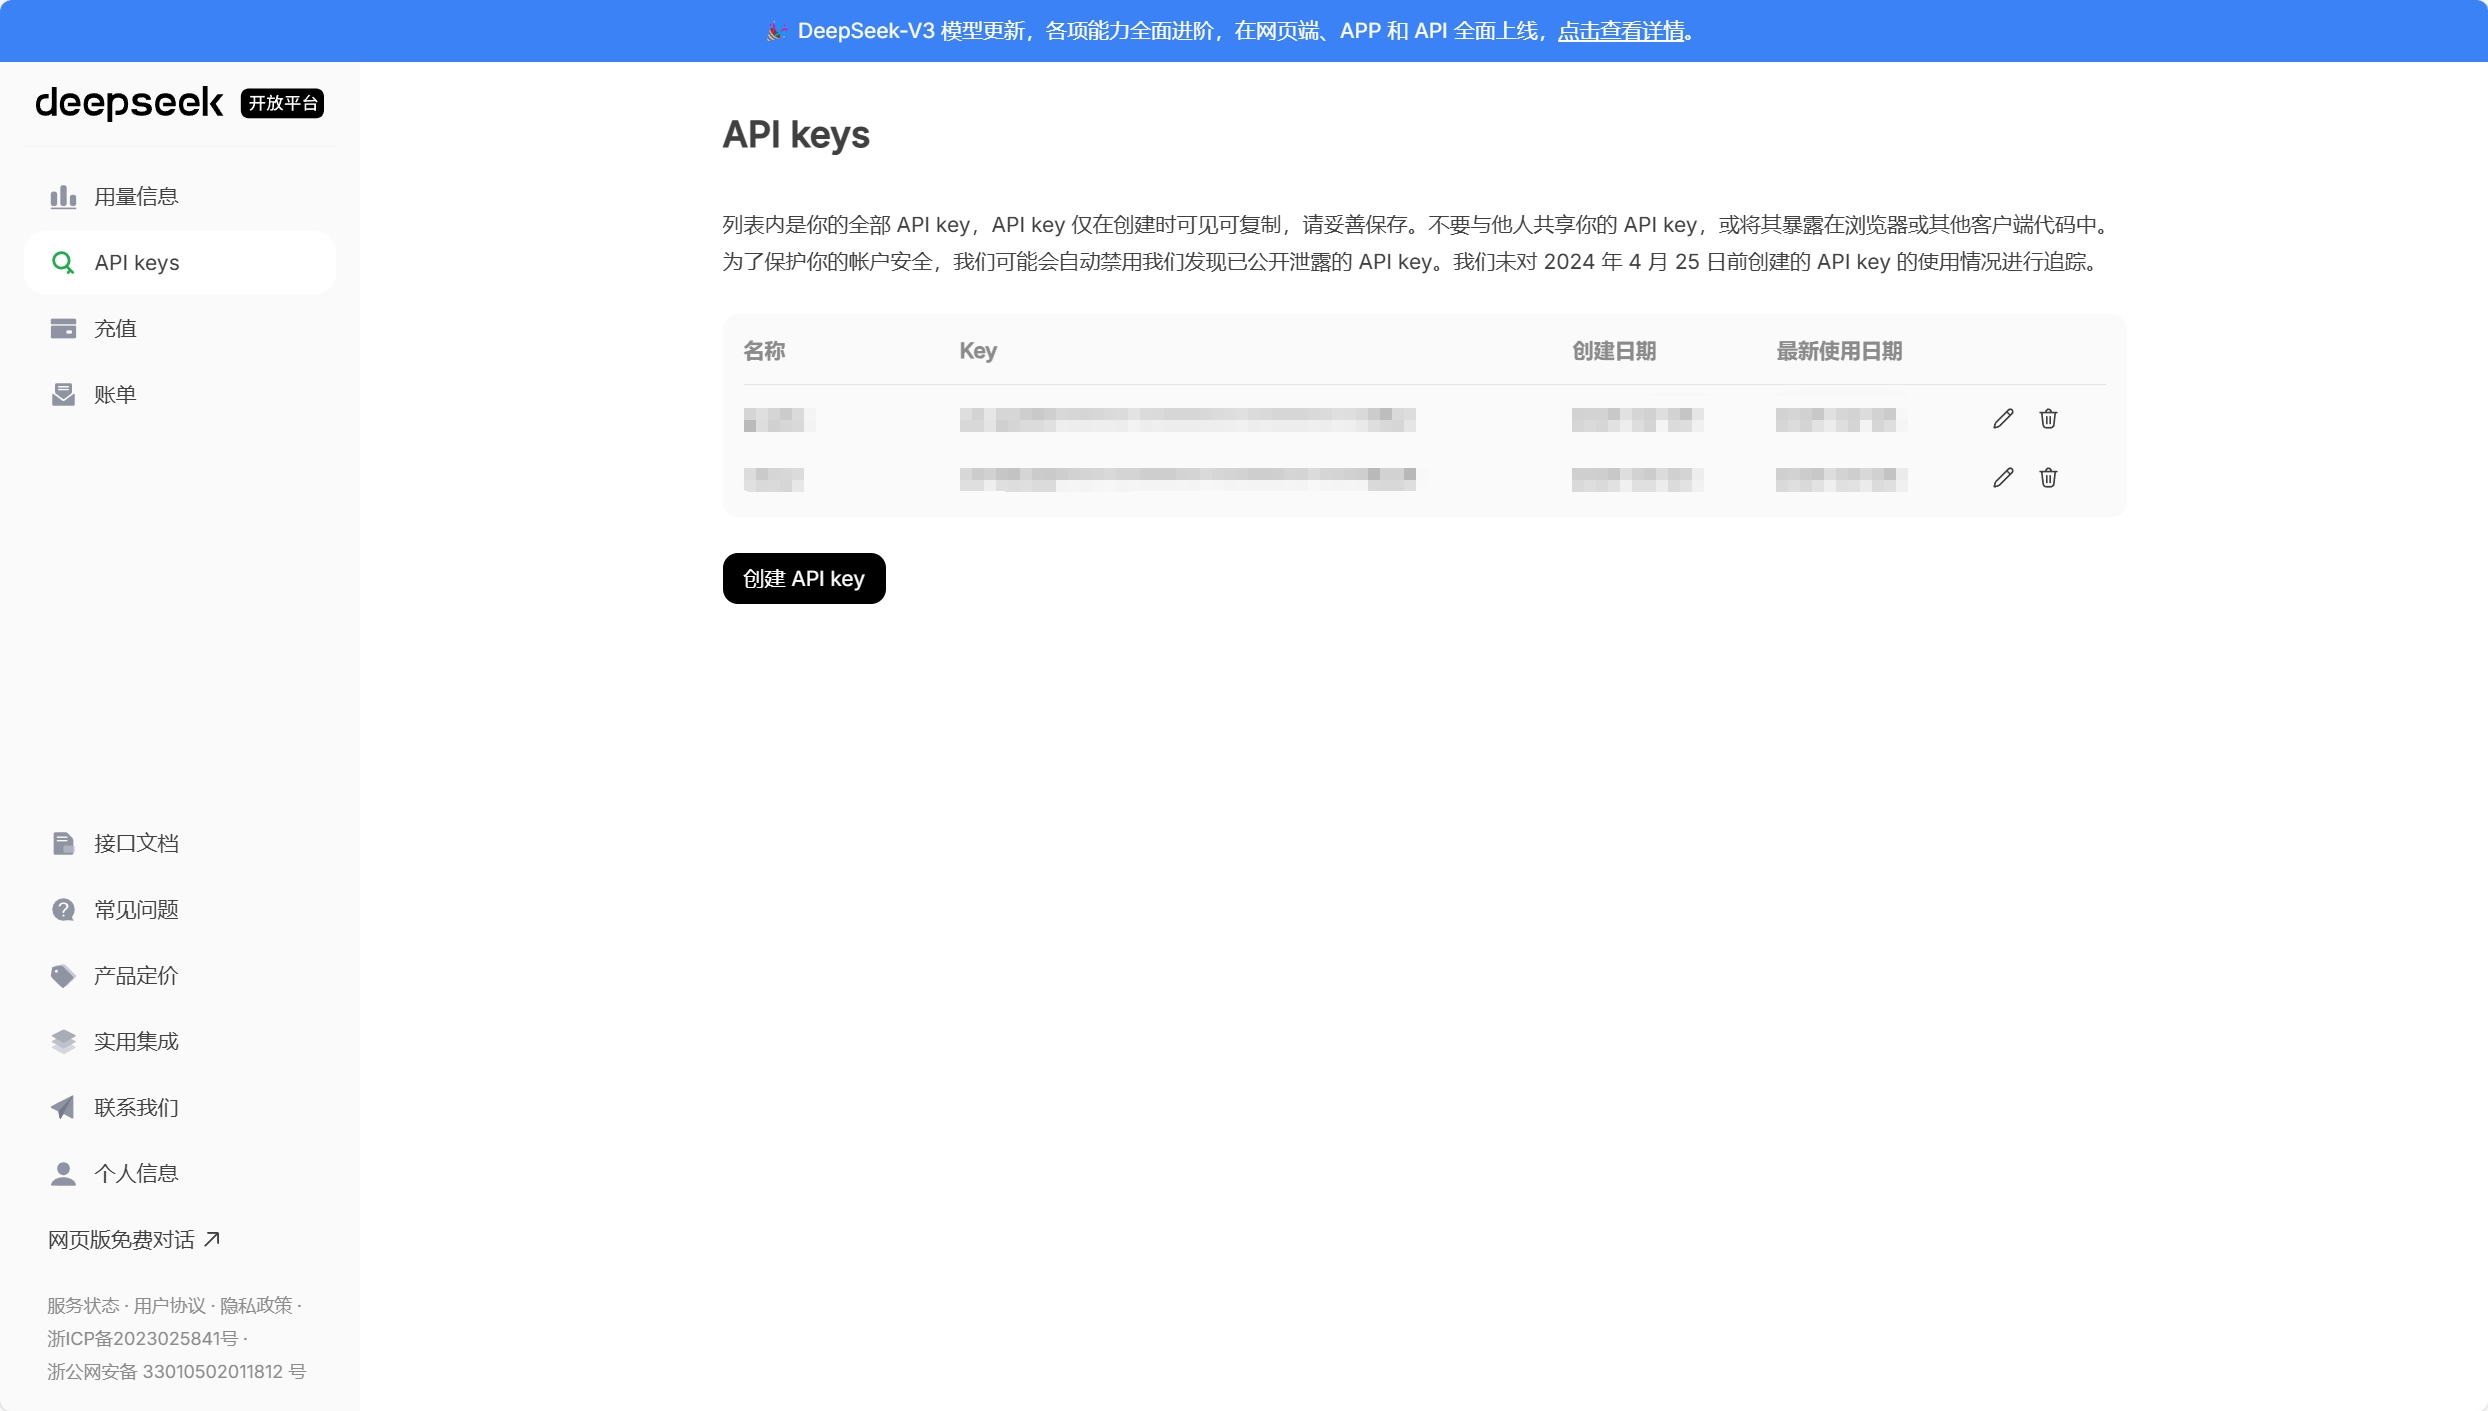 🎉 DeepSeek-V3 模型更新，各项能力全面进阶，在网页端、APP 和 API 全面上线，点击查看详情。
deepseek 开放平台
用量信息
API keys
充值
账单
接口文档
常见问题
产品定价
实用集成
联系我们
个人信息
网页版免费对话
服务状态 · 用户协议 · 隐私政策 ·
浙ICP备2023025841号 ·
浙公网安备 33010502011812 号
API keys
列表内是你的全部 API key，API key 仅在创建时可见可复制，请妥善保存。不要与他人共享你的 API key，或将其暴露在浏览器或其他客户端代码中。
为了保护你的帐户安全，我们可能会自动禁用我们发现已公开泄露的 API key。我们未对 2024 年 4 月 25 日前创建的 API key 的使用情况进行追踪。
名称 Key 创建日期 最新使用日期
创建 API key